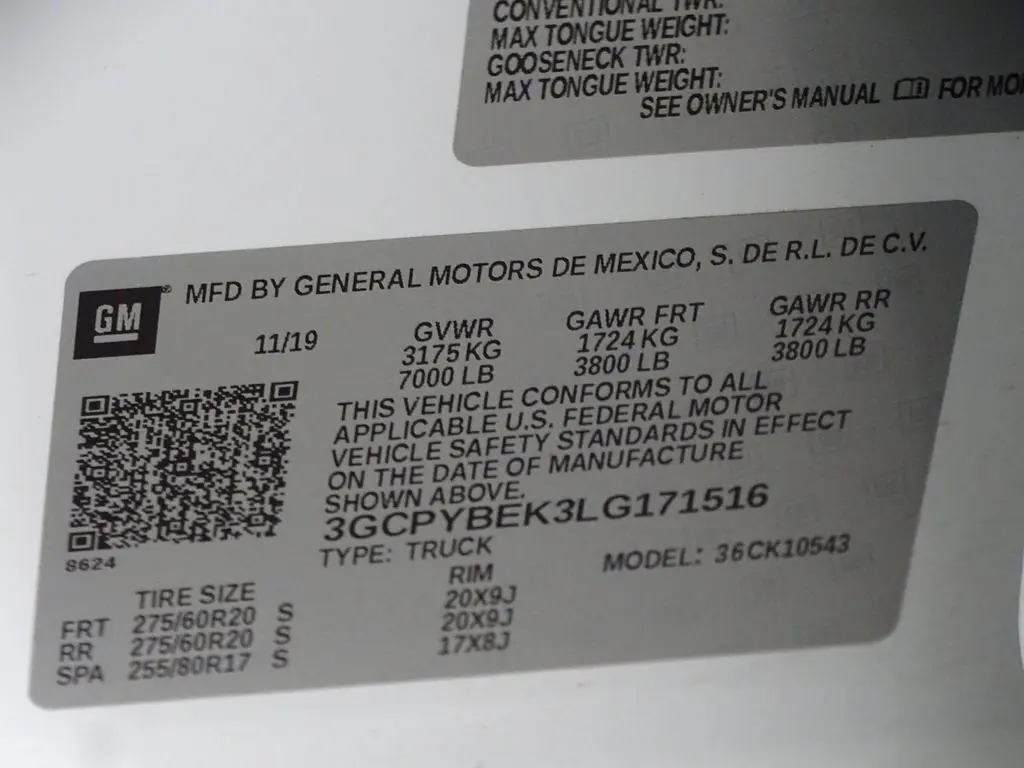 CONVENTIONAL TWR:
MAX TONGUE WEIGHT:
GOOSENECK TWR:
MAX TONGUE WEIGHT:
SEE OWNER'S MANUAL FOR MO
GM® MFD BY GENERAL MOTORS DE MEXICO, S. DE R.L. DE C.V.
11/19
GVWR GAWR FRT GAWR RR
3175 KG 1724 KG 1724 KG
7000 LB 3800 LB 3800 LB
THIS VEHICLE CONFORMS TO ALL
APPLICABLE U.S. FEDERAL MOTOR
VEHICLE SAFETY STANDARDS IN EFFECT
ON THE DATE OF MANUFACTURE
SHOWN ABOVE.
3GCPYBEK3LG171516
8624
TYPE: TRUCK MODEL: 36CK10543
TIRE SIZE RIM
FRT 275/60R20 S 20X9J
RR 275/60R20 S 20X9J
SPA 255/80R17 S 17X8J